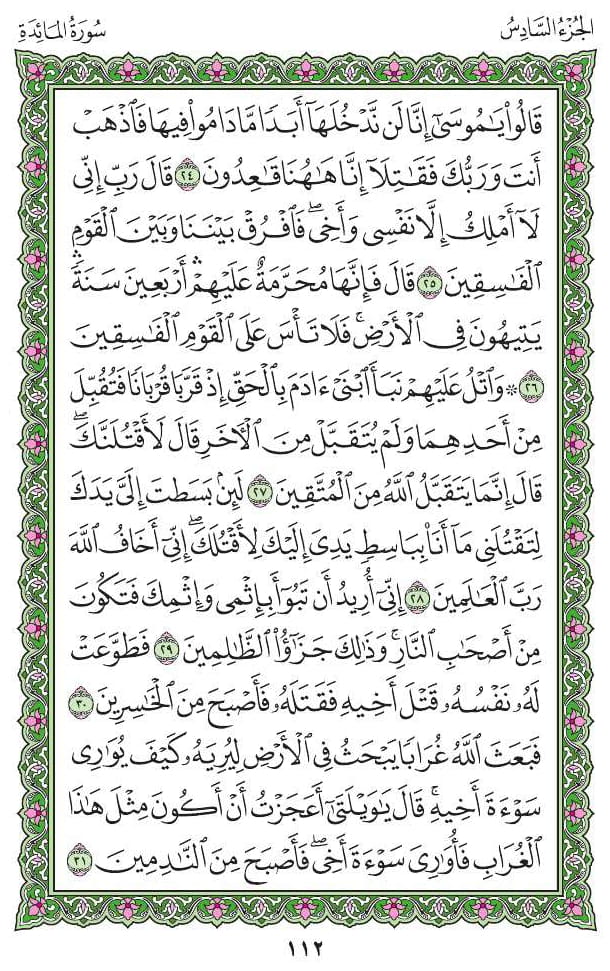 الجُزْءُ السَّادِسُ
سُورَةُ المَائِدَةِ
قَالُواْ يَٰمُوسَىٰٓ إِنَّا لَن نَّدۡخُلَهَآ أَبَدٗا مَّا دَامُواْ فِيهَا فَٱذۡهَبۡ
أَنتَ وَرَبُّكَ فَقَٰتِلَآ إِنَّا هَٰهُنَا قَٰعِدُونَ ٢٤ قَالَ رَبِّ إِنِّي
لَآ أَمۡلِكُ إِلَّا نَفۡسِي وَأَخِيۖ فَٱفۡرُقۡ بَيۡنَنَا وَبَيۡنَ ٱلۡقَوۡمِ
ٱلۡفَٰسِقِينَ ٢٥ قَالَ فَإِنَّهَا مُحَرَّمَةٌ عَلَيۡهِمۡۛ أَرۡبَعِينَ سَنَةٗۛ
يَتِيهُونَ فِي ٱلۡأَرۡضِۚ فَلَا تَأۡسَ عَلَى ٱلۡقَوۡمِ ٱلۡفَٰسِقِينَ
٢٦ ۞ وَٱتۡلُ عَلَيۡهِمۡ نَبَأَ ٱبۡنَيۡ ءَادَمَ بِٱلۡحَقِّ إِذۡ قَرَّبَا قُرۡبَانٗا فَتُقُبِّلَ
مِنۡ أَحَدِهِمَا وَلَمۡ يُتَقَبَّلۡ مِنَ ٱلۡأٓخَرِ قَالَ لَأَقۡتُلَنَّكَۖ
قَالَ إِنَّمَا يَتَقَبَّلُ ٱللَّهُ مِنَ ٱلۡمُتَّقِينَ ٢٧ لَئِنۢ بَسَطتَ إِلَيَّ يَدَكَ
لِتَقۡتُلَنِي مَآ أَنَا۠ بِبَاسِطٖ يَدِيَ إِلَيۡكَ لِأَقۡتُلَكَۖ إِنِّيٓ أَخَافُ ٱللَّهَ
رَبَّ ٱلۡعَٰلَمِينَ ٢٨ إِنِّيٓ أُرِيدُ أَن تَبُوٓأَ بِإِثۡمِي وَإِثۡمِكَ فَتَكُونَ
مِنۡ أَصۡحَٰبِ ٱلنَّارِۚ وَذَٰلِكَ جَزَٰٓؤُاْ ٱلظَّٰلِمِينَ ٢٩ فَطَوَّعَتۡ
لَهُۥ نَفۡسُهُۥ قَتۡلَ أَخِيهِ فَقَتَلَهُۥ فَأَصۡبَحَ مِنَ ٱلۡخَٰسِرِينَ ٣٠
فَبَعَثَ ٱللَّهُ غُرَابٗا يَبۡحَثُ فِي ٱلۡأَرۡضِ لِيُرِيَهُۥ كَيۡفَ يُوَٰرِي
سَوۡءَةَ أَخِيهِۚ قَالَ يَٰوَيۡلَتَىٰٓ أَعَجَزۡتُ أَنۡ أَكُونَ مِثۡلَ هَٰذَا
ٱلۡغُرَابِ فَأُوَٰرِيَ سَوۡءَةَ أَخِيۖ فَأَصۡبَحَ مِنَ ٱلنَّٰدِمِينَ ٣١
١١٢